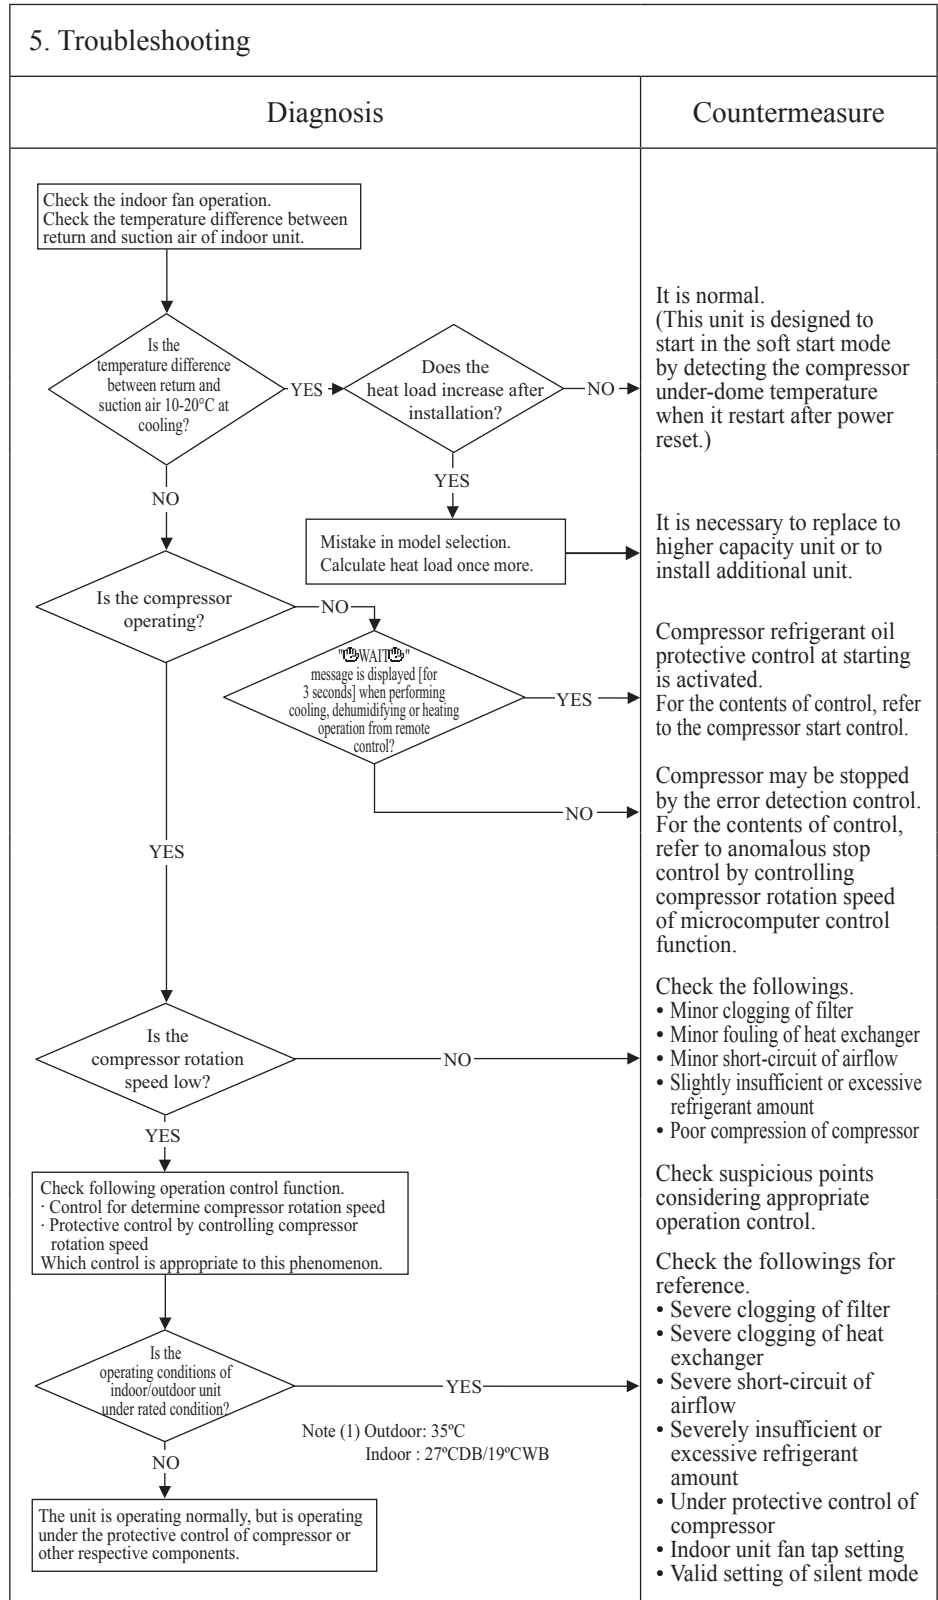 5. Troubleshooting
Diagnosis
Countermeasure
Check the indoor fan operation.
Check the temperature difference between
return and suction air of indoor unit.
Is the
temperature difference
between return and
suction air 10-20°C at
cooling?
YES
Does the
heat load increase after
installation?
NO
It is normal.
(This unit is designed to
start in the soft start mode
by detecting the compressor
under-dome temperature
when it restart after power
reset.)
NO
YES
Mistake in model selection.
Calculate heat load once more.
It is necessary to replace to
higher capacity unit or to
install additional unit.
Is the compressor
operating?
NO
"WAIT"
message is displayed [for
3 seconds] when performing
cooling, dehumidifying or heating
operation from remote
control?
YES
Compressor refrigerant oil
protective control at starting
is activated.
For the contents of control, refer
to the compressor start control.
NO
Compressor may be stopped
by the error detection control.
For the contents of control,
refer to anomalous stop
control by controlling
compressor rotation speed
of microcomputer control
function.
YES
Is the
compressor rotation
speed low?
NO
Check the followings.
• Minor clogging of filter
• Minor fouling of heat exchanger
• Minor short-circuit of airflow
• Slightly insufficient or excessive
refrigerant amount
• Poor compression of compressor
YES
Check following operation control function.
· Control for determine compressor rotation speed
· Protective control by controlling compressor
rotation speed
Which control is appropriate to this phenomenon.
Check suspicious points
considering appropriate
operation control.
Is the
operating conditions of
indoor/outdoor unit
under rated condition?
YES
Note (1) Outdoor: 35ºC
Indoor : 27ºCDB/19ºCWB
Check the followings for
reference.
• Severe clogging of filter
• Severe clogging of heat
exchanger
• Severe short-circuit of
airflow
• Severely insufficient or
excessive refrigerant
amount
• Under protective control of
compressor
• Indoor unit fan tap setting
• Valid setting of silent mode
NO
The unit is operating normally, but is operating
under the protective control of compressor or
other respective components.